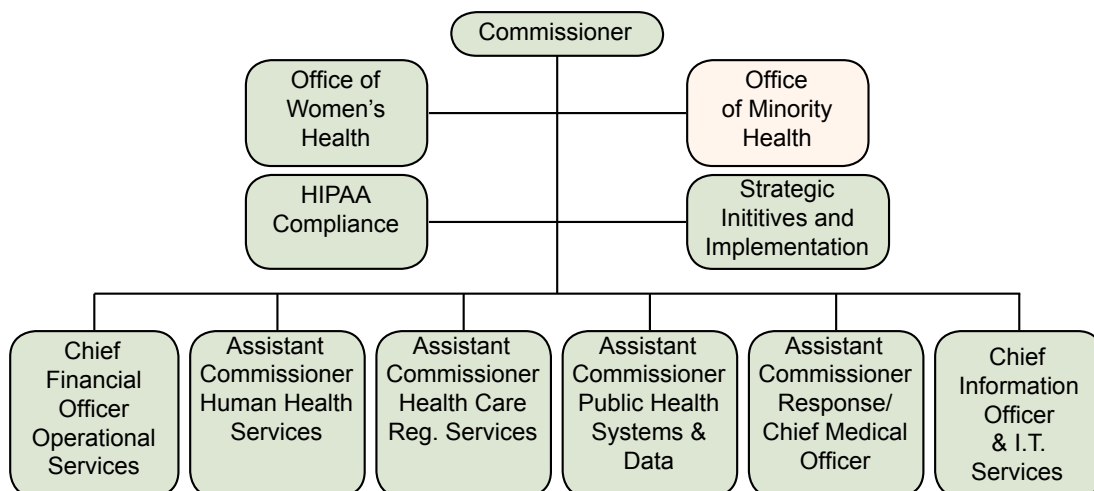 Commissioner
Office of
Women's
Health
Office
of Minority
Health
HIPAA
Compliance
Strategic
Inititives and
Implementation
Chief
Financial
Officer
Operational
Services
Assistant
Commissioner
Human Health
Services
Assistant
Commissioner
Health Care
Reg. Services
Assistant
Commissioner
Public Health
Systems &
Data
Assistant
Commissioner
Response/
Chief Medical
Officer
Chief
Information
Officer
& I.T.
Services